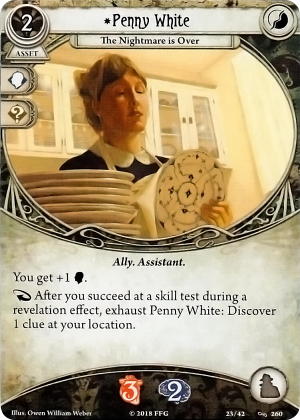 2
*Penny White
The Nightmare is Over
ASSET
?
Ally. Assistant.
You get +1 .
After you succeed at a skill test during a
revelation effect, exhaust Penny White: Discover
1 clue at your location.
3 2
Illus. Owen William Weber © 2018 FFG 23/42 260